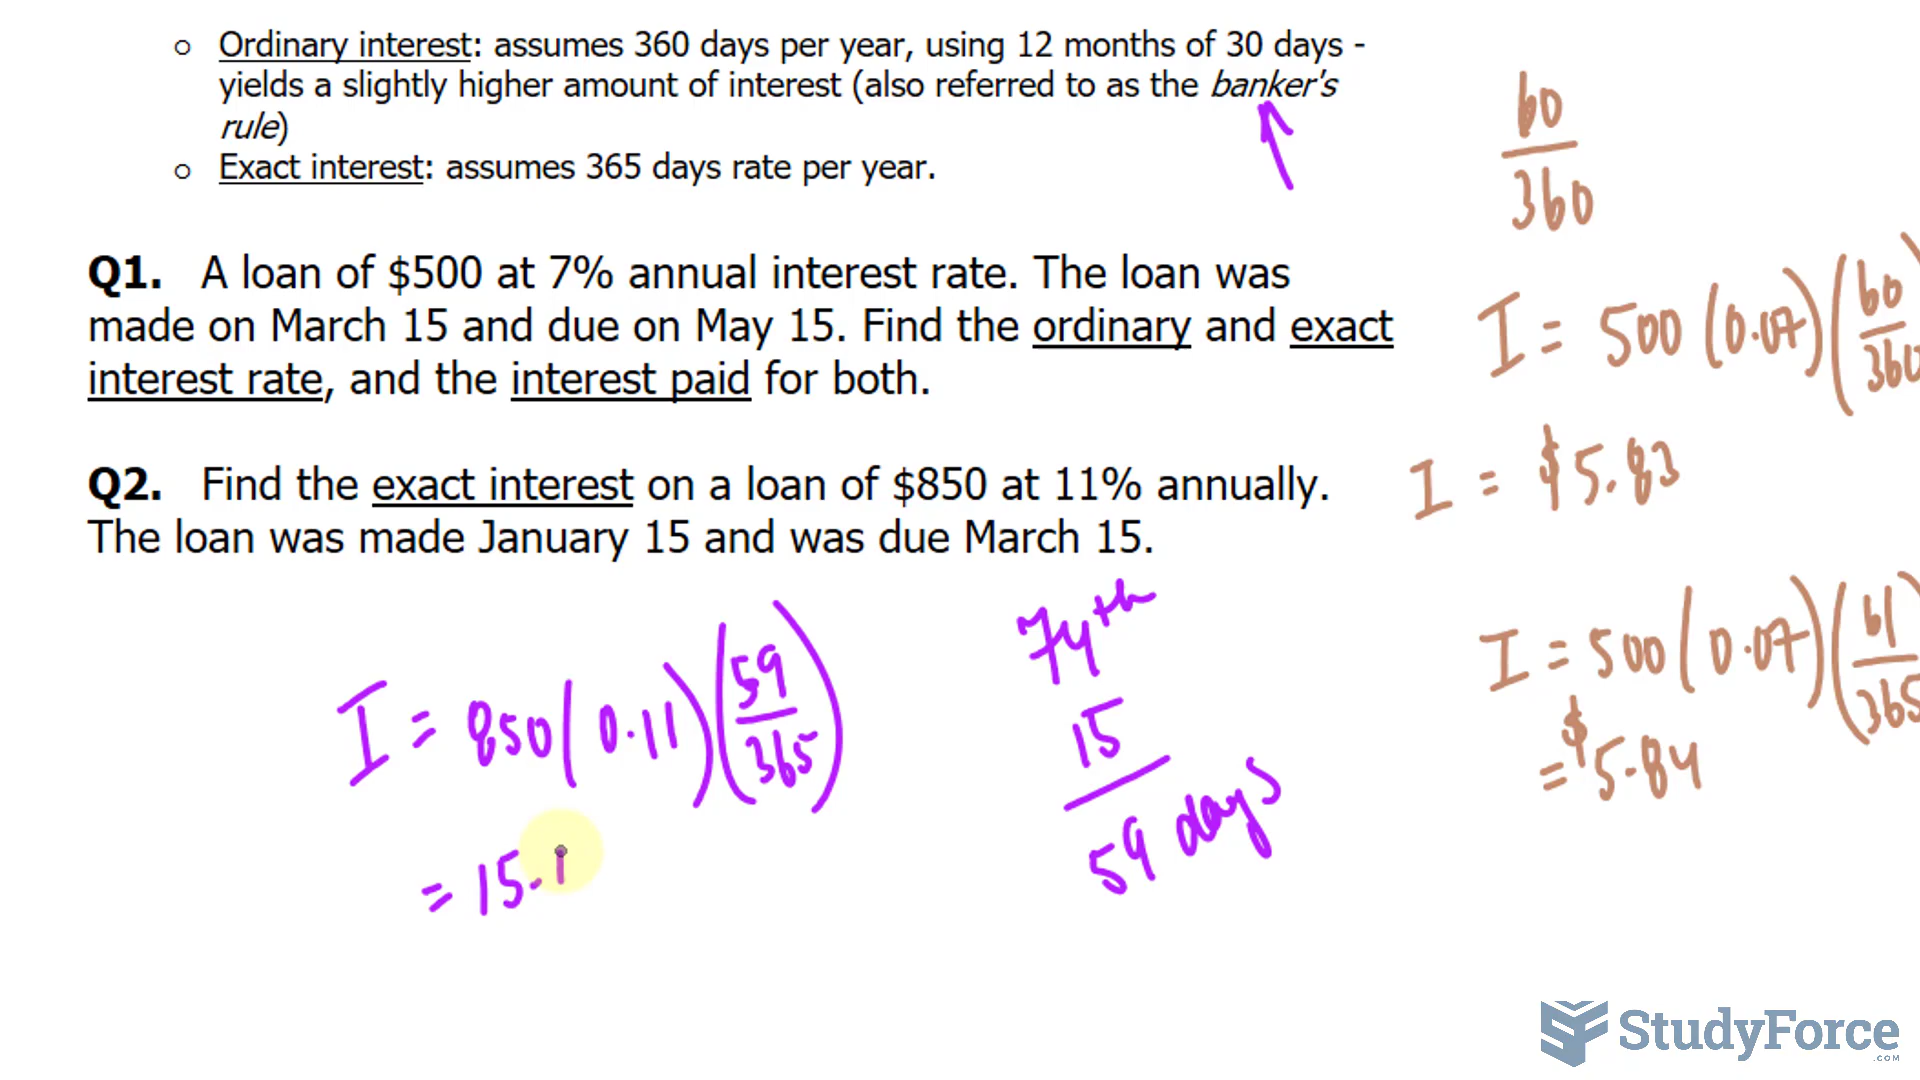 ○ Ordinary interest: assumes 360 days per year, using 12 months of 30 days -
yields a slightly higher amount of interest (also referred to as the banker's
rule)
○ Exact interest: assumes 365 days rate per year.
Q1. A loan of $500 at 7% annual interest rate. The loan was
made on March 15 and due on May 15. Find the ordinary and exact
interest rate, and the interest paid for both.
Q2. Find the exact interest on a loan of $850 at 11% annually.
The loan was made January 15 and was due March 15.
I = 850(0.11)(59/365)
= 15.1
74th
15
59 days
60
360
I = 500(0.07)(60/360
I = $5.83
I = 500(0.07)(61/365)
= $5.84
StudyForce
.COM